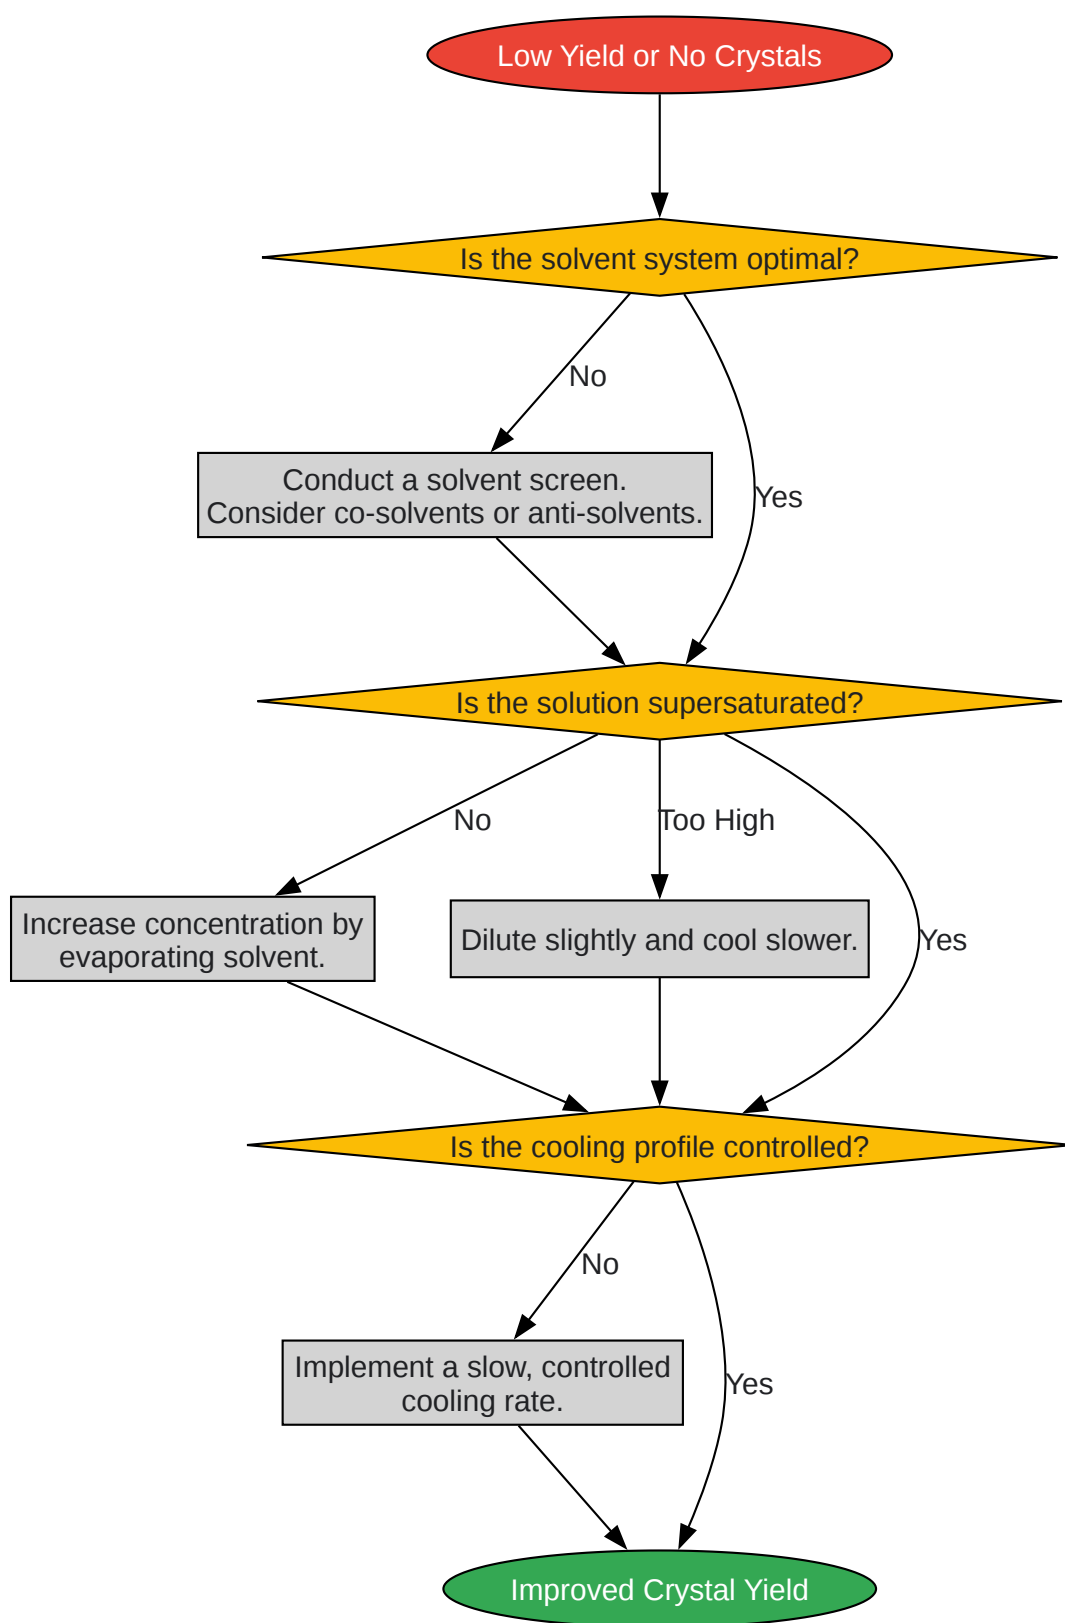 Low Yield or No Crystals
Is the solvent system optimal?
No
Conduct a solvent screen.
Consider co-solvents or anti-solvents.
Yes
Is the solution supersaturated?
No
Too High
Increase concentration by
evaporating solvent.
Dilute slightly and cool slower.
Yes
Is the cooling profile controlled?
No
Implement a slow, controlled
cooling rate.
Yes
Improved Crystal Yield